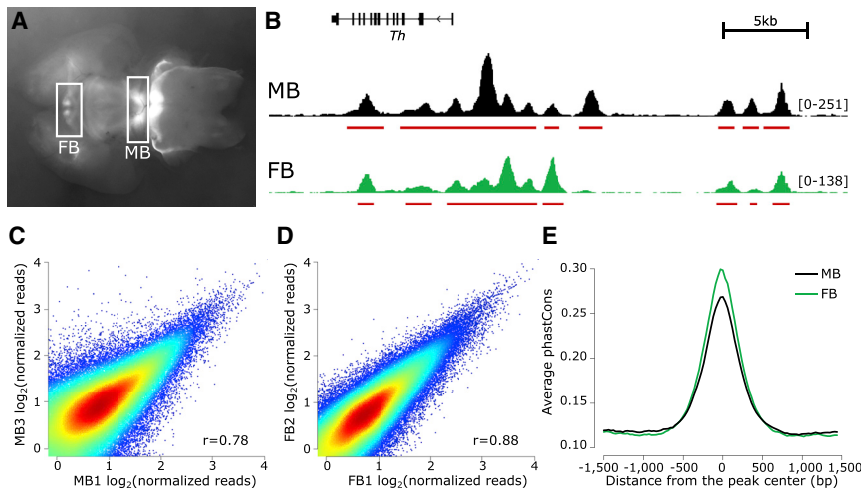 A
FB
MB
B
Th
5kb
MB
[0-251]
FB
[0-138]
C
MB3 log2(normalized reads)
4
3
2
1
0
r=0.78
0
1
2
3
4
MB1 log2(normalized reads)
D
FB2 log2(normalized reads)
4
3
2
1
0
r=0.88
0
1
2
3
4
FB1 log2(normalized reads)
E
Average phastCons
0.30
0.25
0.20
0.15
0.10
MB
FB
-1,500
-1,000
-500
0
500
1,000
1,500
Distance from the peak center (bp)